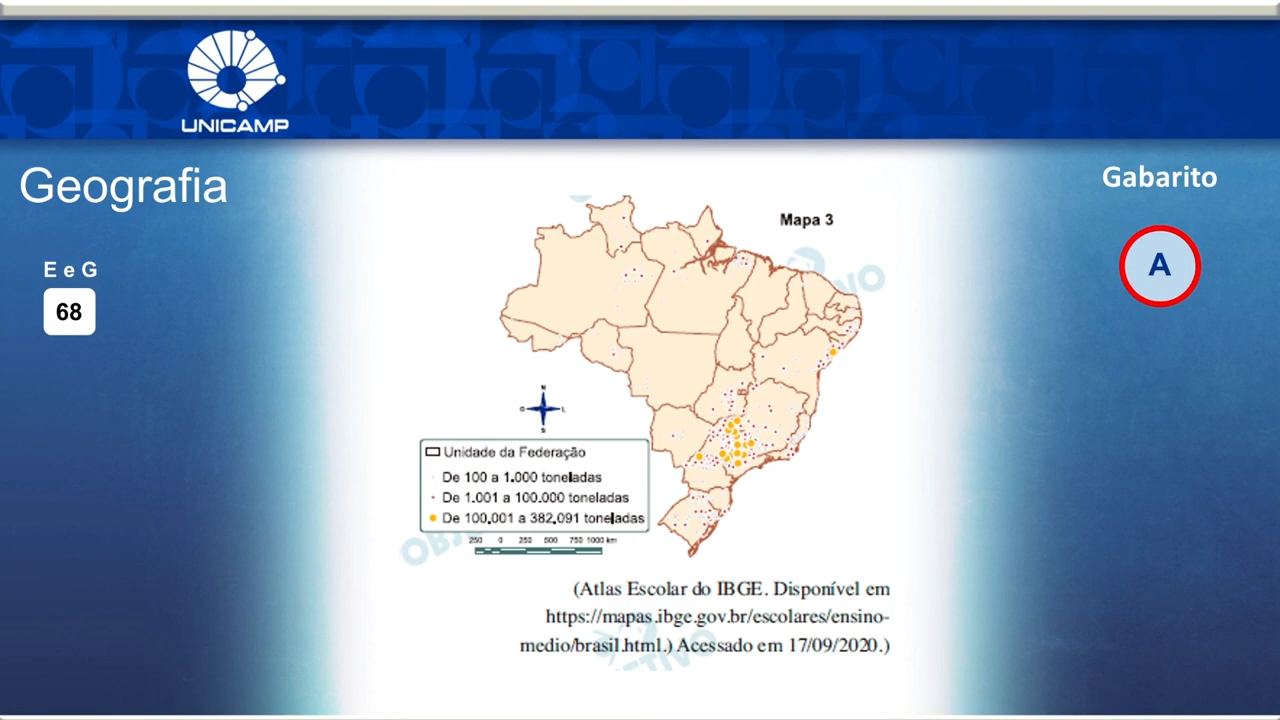 UNICAMP
Geografia
Gabarito
A
E e G
68
Mapa 3
N
O
L
S
Unidade da Federação
De 100 a 1.000 toneladas
De 1.001 a 100.000 toneladas
De 100.001 a 382.091 toneladas
250 0 250 500 750 1000 km
(Atlas Escolar do IBGE. Disponível em
https://mapas.ibge.gov.br/escolares/ensino-
medio/brasil.html.) Acessado em 17/09/2020.)